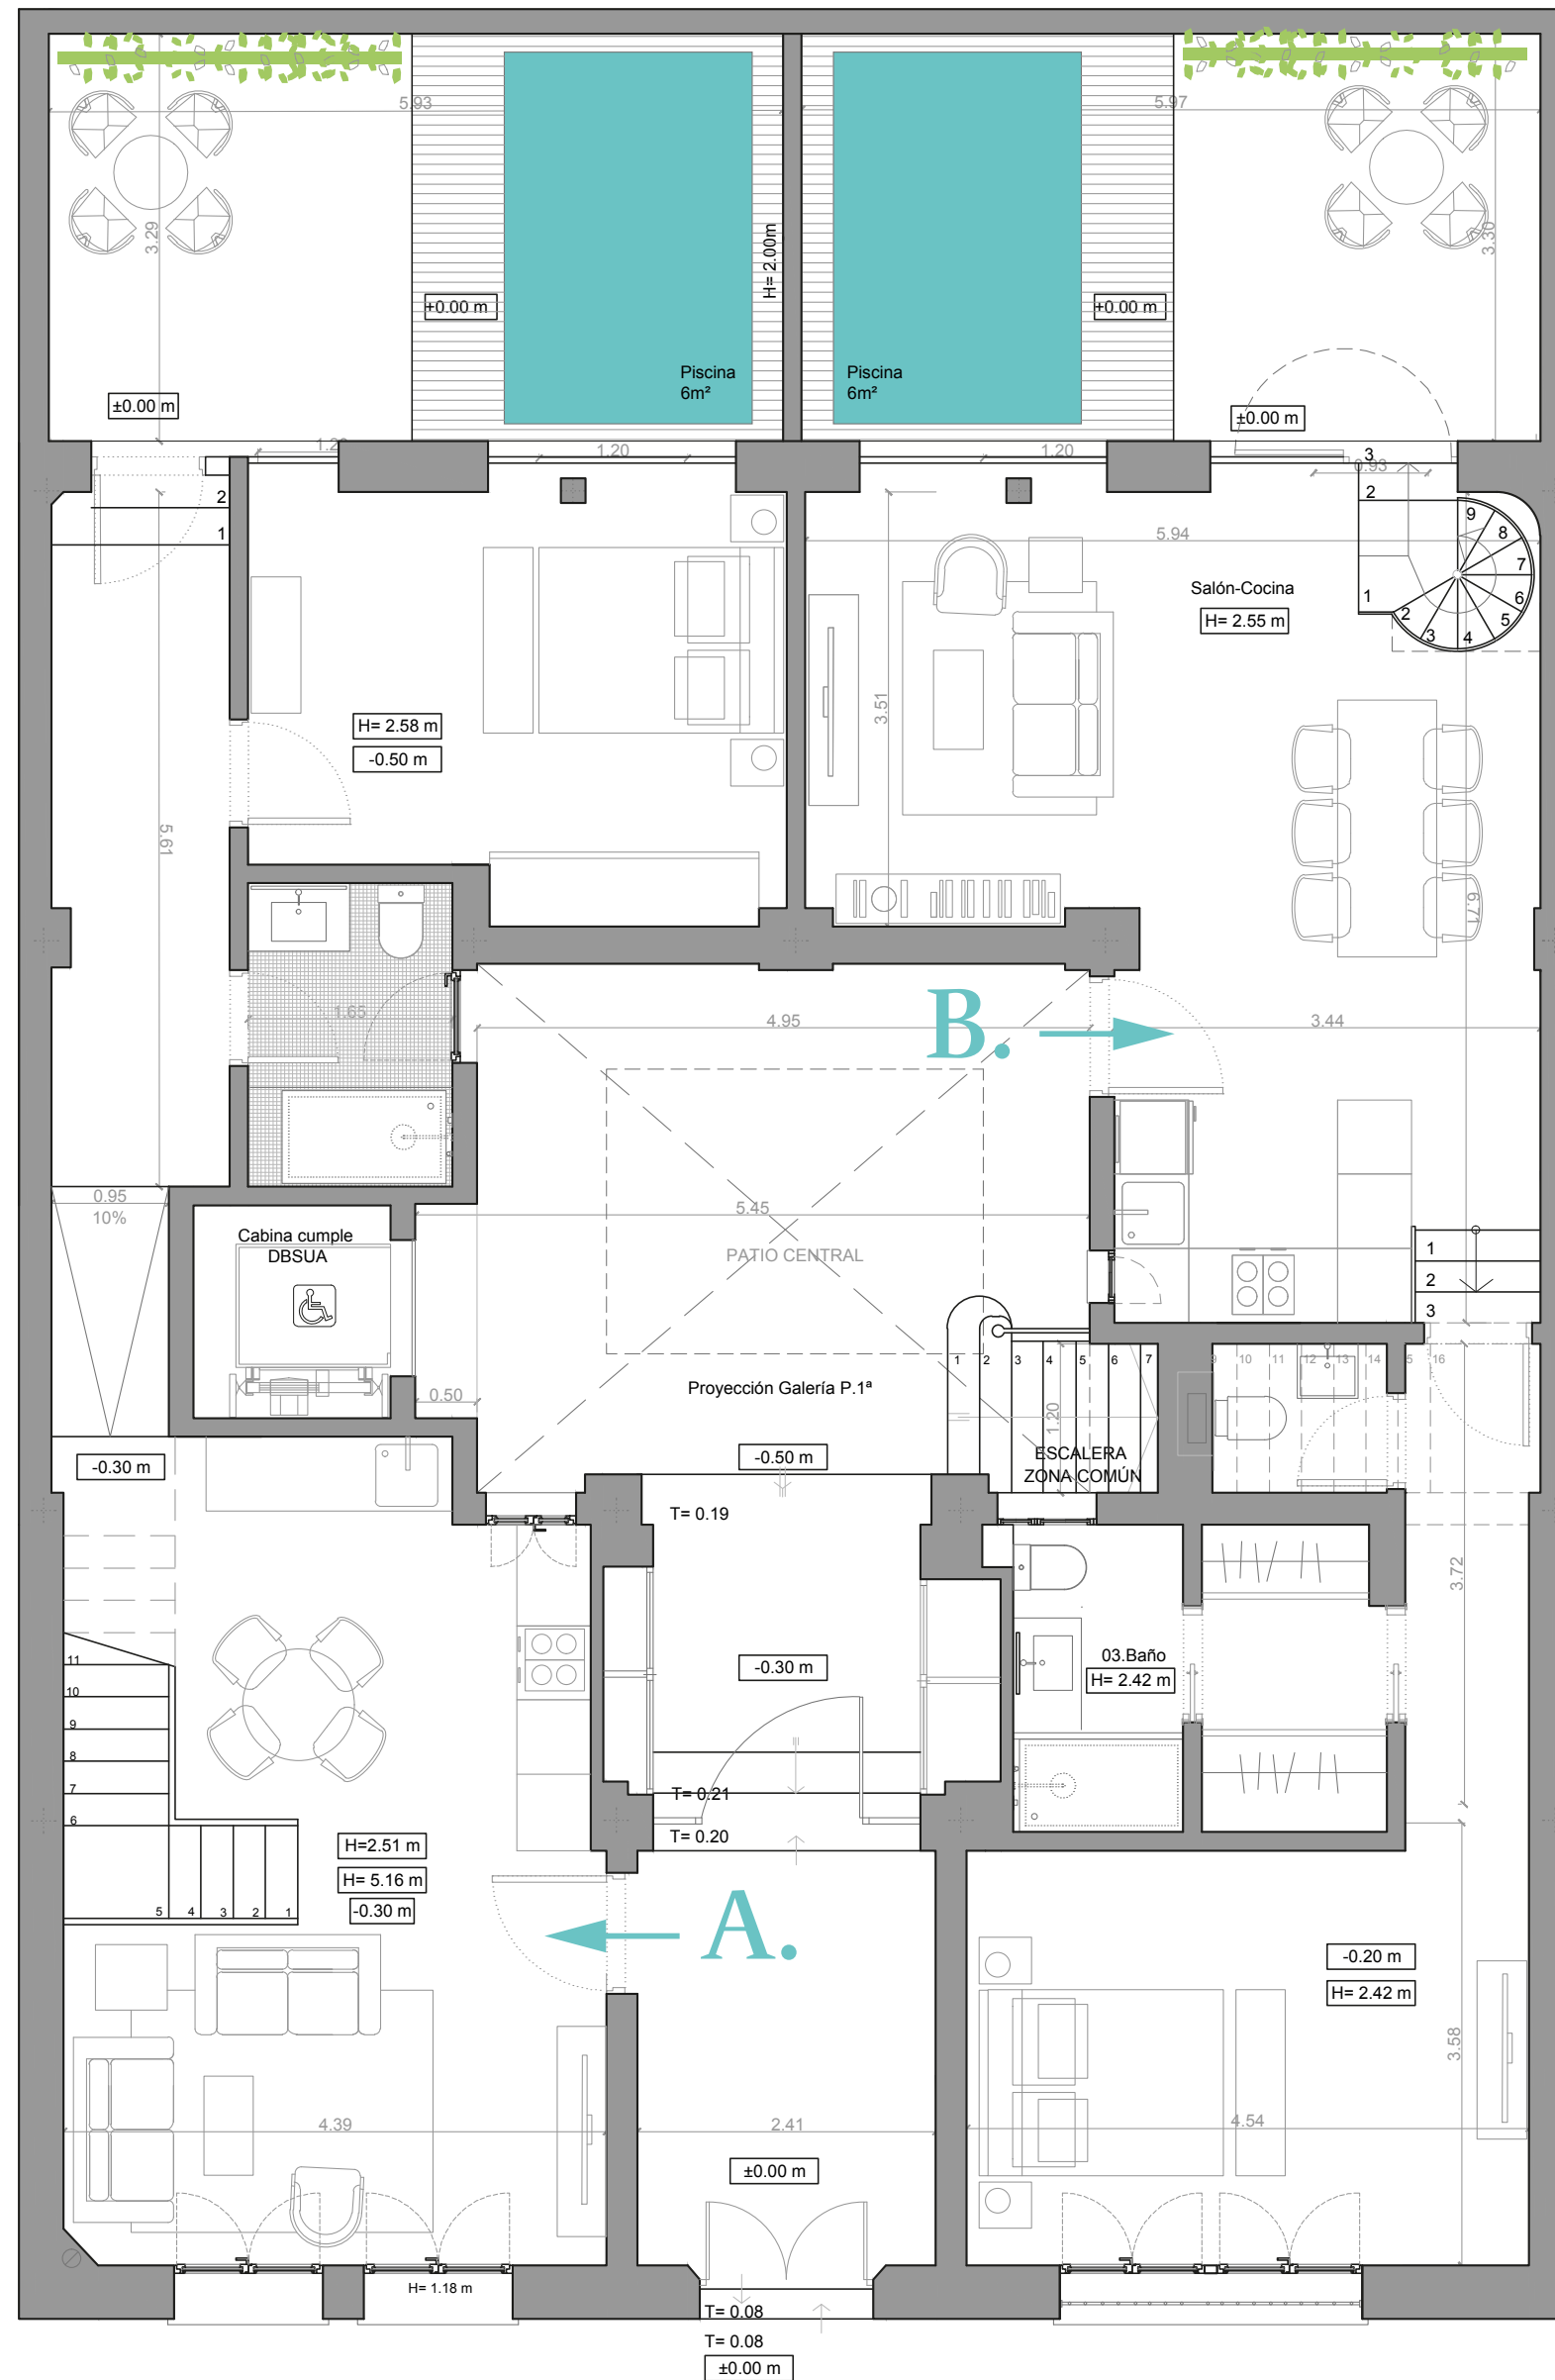 5.93
5.97
3.29
3.30
H= 2.00m
±0.00 m
±0.00 m
Piscina
6m²
Piscina
6m²
±0.00 m
±0.00 m
1.20
1.20
1.20
0.93
3
2
1
2
1
9
8
7
6
5
4
3
2
5.94
Salón-Cocina
H= 2.55 m
3.51
H= 2.58 m
-0.50 m
5.61
6.71
1.65
4.95
B.
3.44
0.95
10%
5.45
Cabina cumple
DBSUA
PATIO CENTRAL
1
2
3
Proyección Galería P.1ª
0.50
1 2 3 4 5 6 7
1.20
9 10 11 12 13 14 5 16
ESCALERA
ZONA COMÚN
-0.30 m
-0.50 m
T= 0.19
3.72
11
10
9
8
7
6
5 4 3 2 1
-0.30 m
03.Baño
H= 2.42 m
T= 0.21
T= 0.20
H=2.51 m
H= 5.16 m
-0.30 m
A.
-0.20 m
H= 2.42 m
3.58
4.39
2.41
4.54
±0.00 m
H= 1.18 m
T= 0.08
T= 0.08
±0.00 m